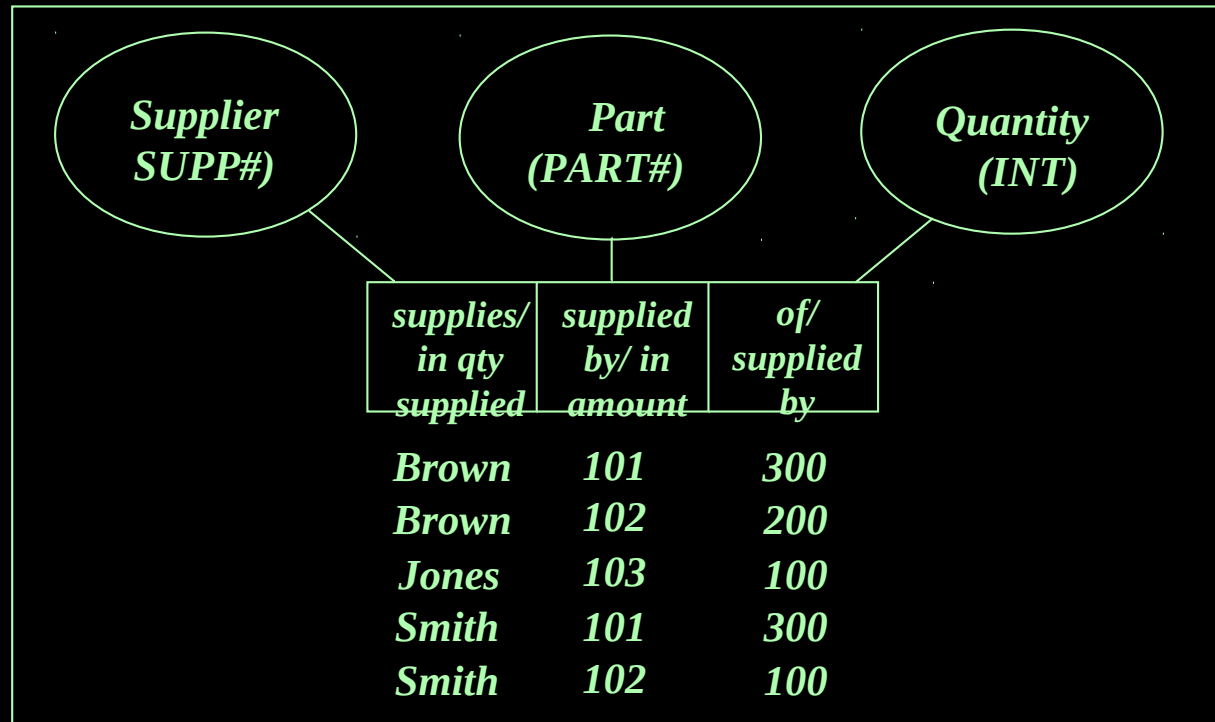 Supplier
SUPP#)
Part
(PART#)
Quantity
(INT)
supplies/
in qty
supplied
supplied
by/ in
amount
of/
supplied
by
Brown 101 300
Brown 102 200
Jones 103 100
Smith 101 300
Smith 102 100